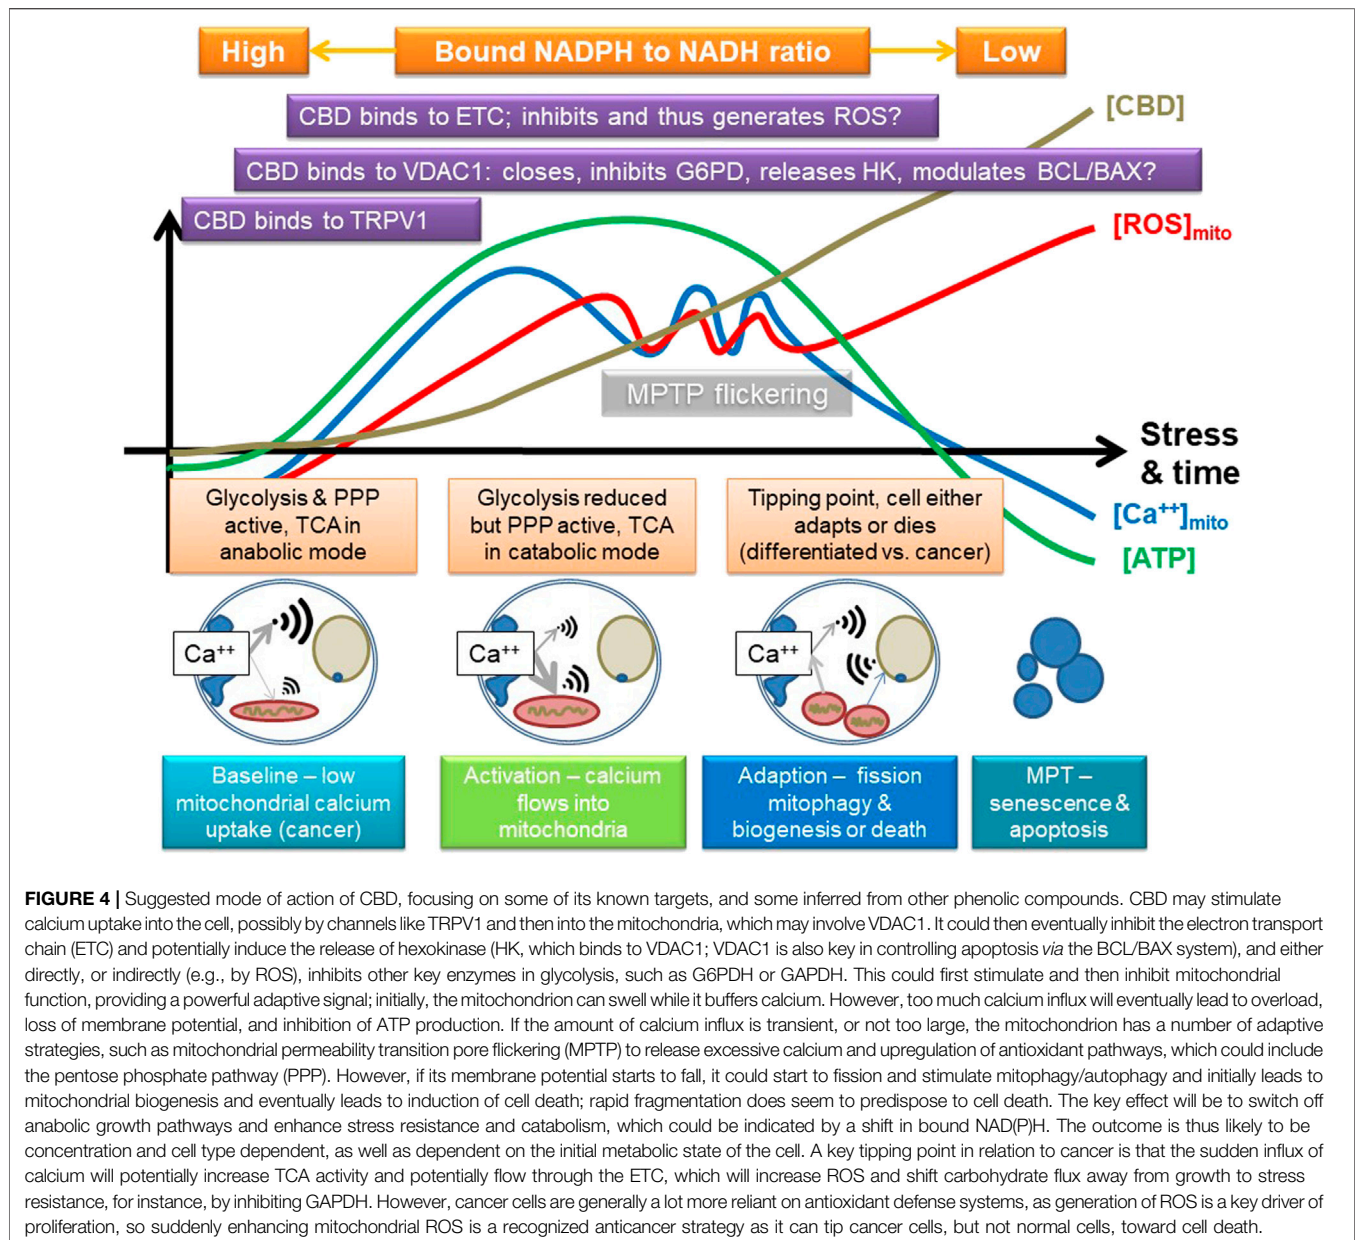 High
Bound NADPH to NADH ratio
Low
CBD binds to ETC; inhibits and thus generates ROS?
[CBD]
CBD binds to VDAC1: closes, inhibits G6PD, releases HK, modulates BCL/BAX?
CBD binds to TRPV1
[ROS]mito
MPTP flickering
Stress
& time
Glycolysis & PPP
active, TCA in
anabolic mode
Glycolysis reduced
but PPP active, TCA
in catabolic mode
Tipping point, cell either
adapts or dies
(differentiated vs. cancer)
[Ca++]mito
[ATP]
Ca++
Ca++
Ca++
Baseline – low
mitochondrial calcium
uptake (cancer)
Activation – calcium
flows into
mitochondria
Adaption – fission
mitophagy &
biogenesis or death
MPT –
senescence &
apoptosis
FIGURE 4 | Suggested mode of action of CBD, focusing on some of its known targets, and some inferred from other phenolic compounds. CBD may stimulate
calcium uptake into the cell, possibly by channels like TRPV1 and then into the mitochondria, which may involve VDAC1. It could then eventually inhibit the electron transport
chain (ETC) and potentially induce the release of hexokinase (HK, which binds to VDAC1; VDAC1 is also key in controlling apoptosis via the BCL/BAX system), and either
directly, or indirectly (e.g., by ROS), inhibits other key enzymes in glycolysis, such as G6PDH or GAPDH. This could first stimulate and then inhibit mitochondrial
function, providing a powerful adaptive signal; initially, the mitochondrion can swell while it buffers calcium. However, too much calcium influx will eventually lead to overload,
loss of membrane potential, and inhibition of ATP production. If the amount of calcium influx is transient, or not too large, the mitochondrion has a number of adaptive
strategies, such as mitochondrial permeability transition pore flickering (MPTP) to release excessive calcium and upregulation of antioxidant pathways, which could include
the pentose phosphate pathway (PPP). However, if its membrane potential starts to fall, it could start to fission and stimulate mitophagy/autophagy and initially leads to
mitochondrial biogenesis and eventually leads to induction of cell death; rapid fragmentation does seem to predispose to cell death. The key effect will be to switch off
anabolic growth pathways and enhance stress resistance and catabolism, which could be indicated by a shift in bound NAD(P)H. The outcome is thus likely to be
concentration and cell type dependent, as well as dependent on the initial metabolic state of the cell. A key tipping point in relation to cancer is that the sudden influx of
calcium will potentially increase TCA activity and potentially flow through the ETC, which will increase ROS and shift carbohydrate flux away from growth to stress
resistance, for instance, by inhibiting GAPDH. However, cancer cells are generally a lot more reliant on antioxidant defense systems, as generation of ROS is a key driver of
proliferation, so suddenly enhancing mitochondrial ROS is a recognized anticancer strategy as it can tip cancer cells, but not normal cells, toward cell death.